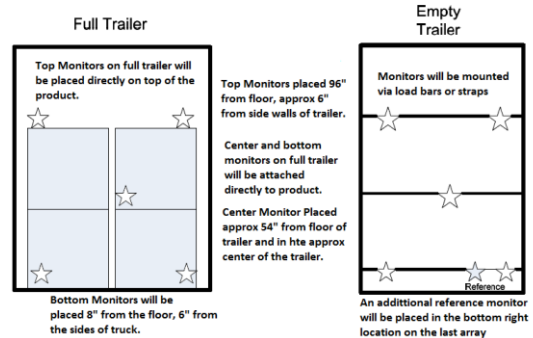 Full Trailer
Empty
Trailer
Top Monitors on full trailer will
be placed directly on top of the
product.
Top Monitors placed 96"
from floor, approx 6"
from side walls of trailer.
Center and bottom
monitors on full trailer
will be attached
directly to product.
Center Monitor Placed
approx 54" from floor of
trailer and in hte approx
center of the trailer.
Monitors will be mounted
via load bars or straps
Reference
Bottom Monitors will be
placed 8" from the floor, 6" from
the sides of truck.
An addittional reference monitor
will be placed in the bottom right
location on the last array